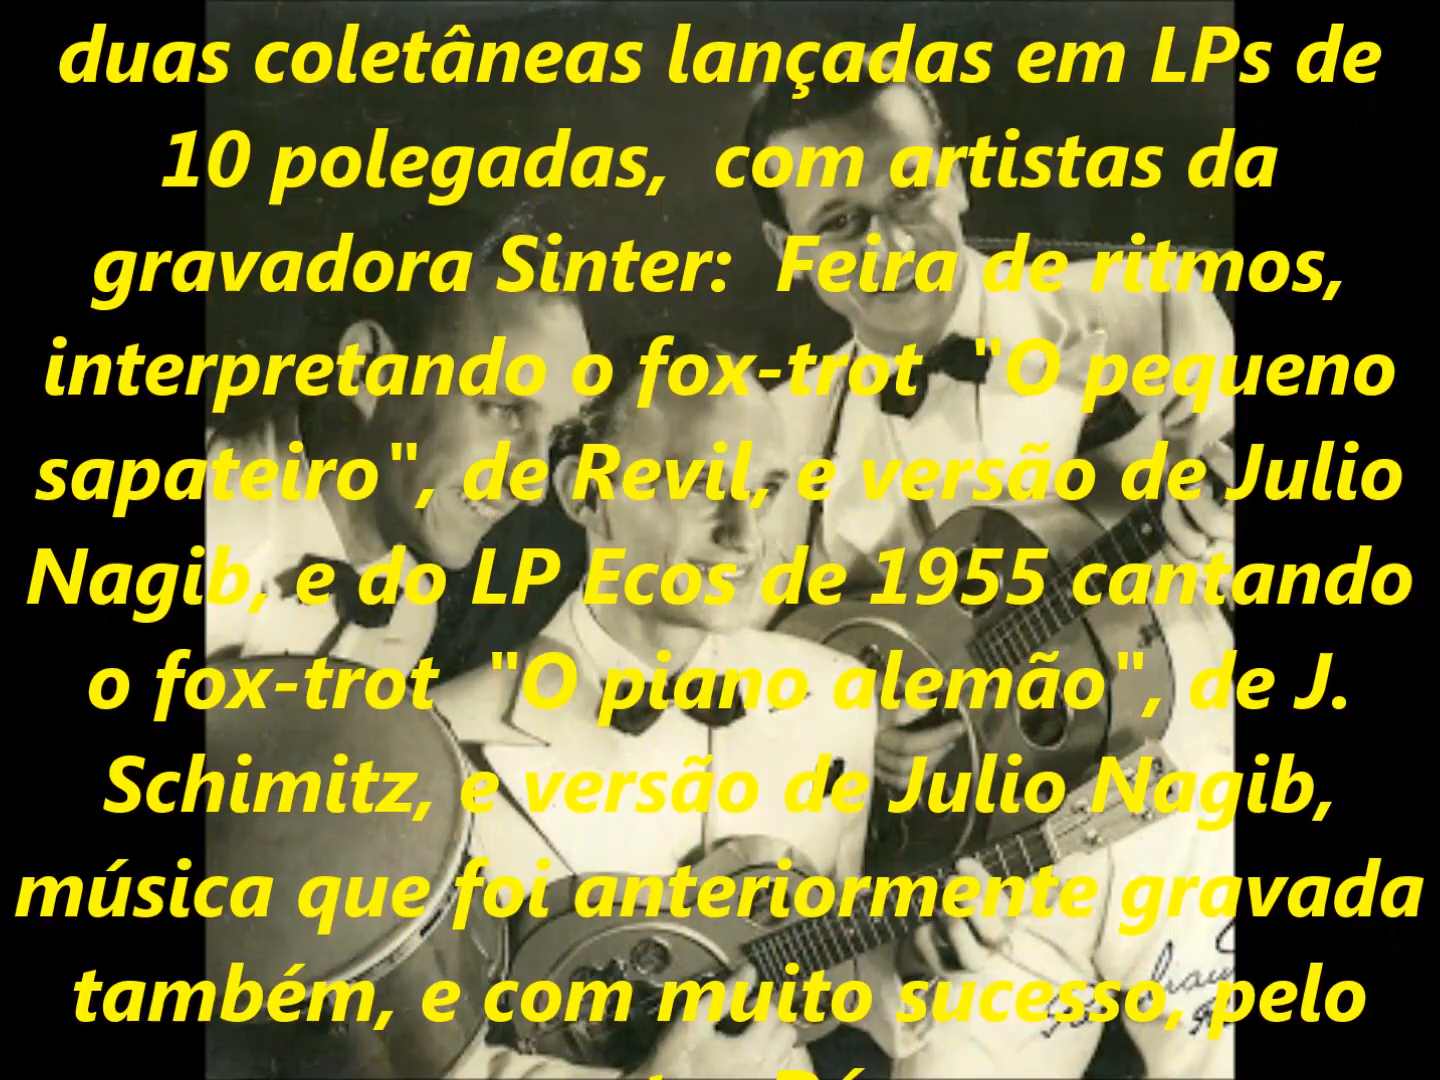 duas coletâneas lançadas em LPs de
10 polegadas,  com artistas da
gravadora Sinter:  Feira de ritmos,
interpretando o fox-trot  "O pequeno
sapateiro", de Revil, e versão de Julio
Nagib, e do LP Ecos de 1955 cantando
o fox-trot  "O piano alemão", de J.
Schimitz, e versão de Julio Nagib,
música que foi anteriormente gravada
também, e com muito sucesso, pelo